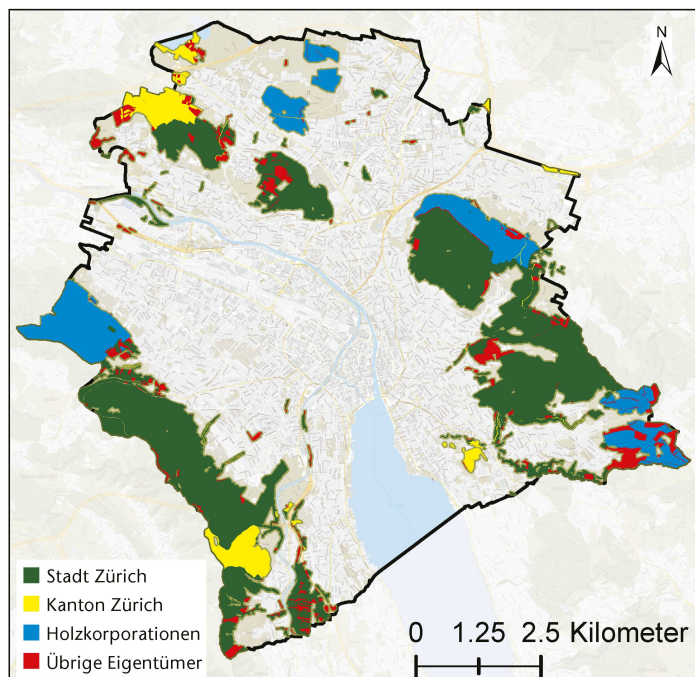 N
Stadt Zürich
Kanton Zürich
Holzkorporationen
Übrige Eigentümer
0 1.25 2.5 Kilometer